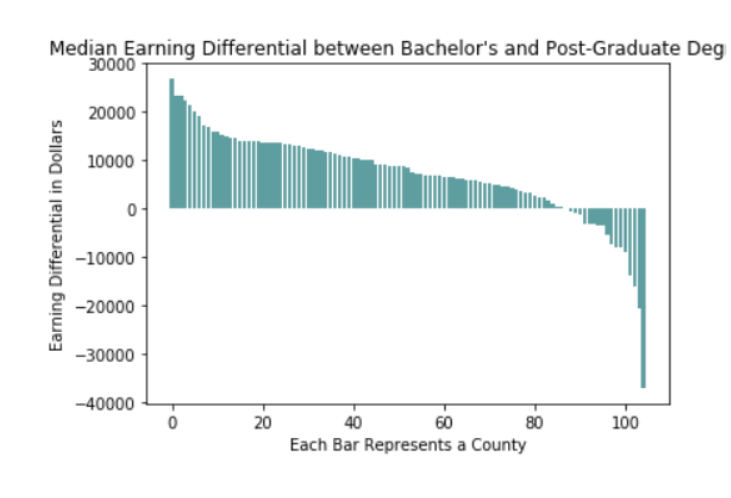 Median Earning Differential between Bachelor's and Post-Graduate
30000
20000
10000
0
−10000
−20000
−30000
−40000
Earning Differential in Dollars
0 20 40 60 80 100
Each Bar Represents a County